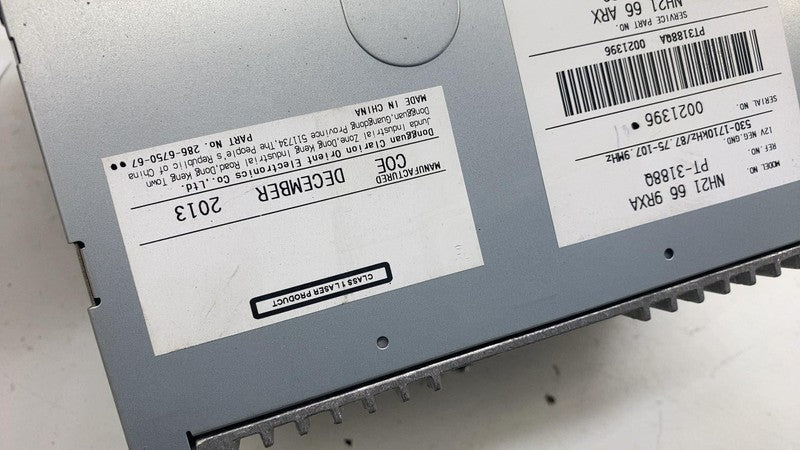 CLASS 1 LASER PRODUCT
MANUFACTURED DECEMBER 2013
COE
Dongguan Clarion Orient Electronics Co.,Ltd.
Junda Industrial Zone,Dong Keng Industrial Road,Dong Keng Town
Dongguan,Guangdong Province 511734,The People's Republic of China
MADE IN CHINA PART No. 286-6750-67
MODEL NO. NH21 66 9RXA
REF.NO. PT-3188Q
12V NEG.GND. 530-1710kHz/87.75-107.9MHz
SERIAL NO. 0021396
PT3188QA 0021396
SERVICE PART NO.
NH21 66 ARX